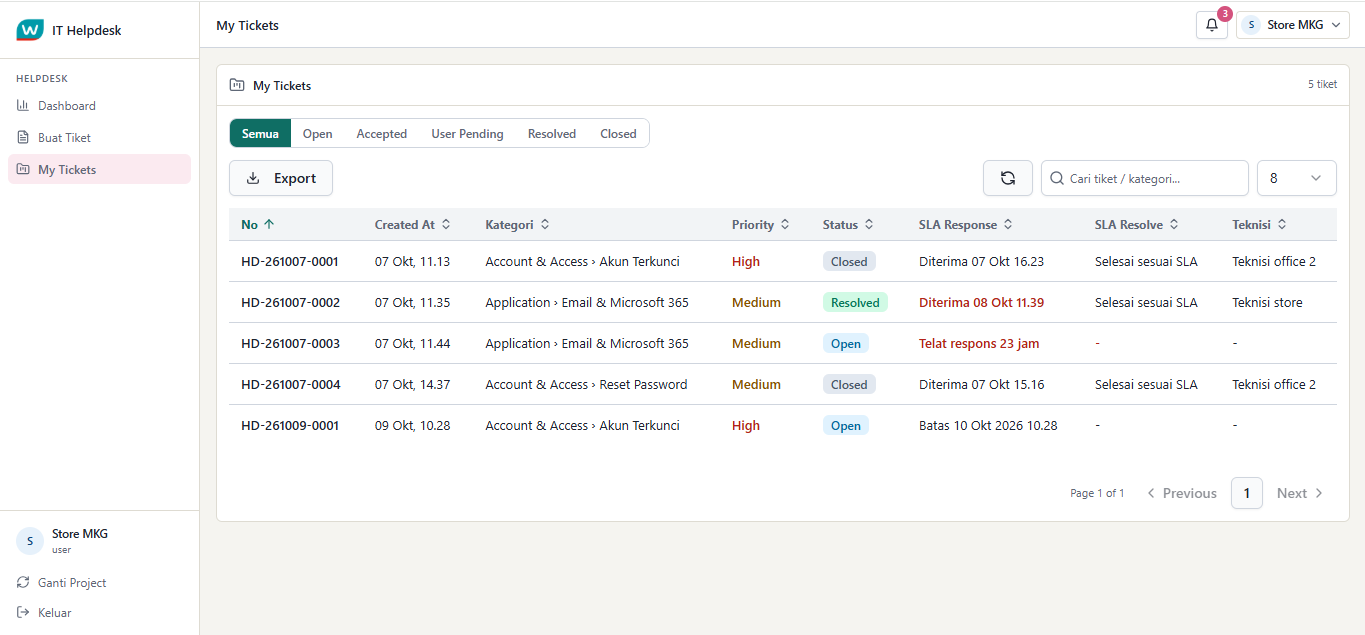 W IT Helpdesk
My Tickets
3
S Store MKG
HELPDESK
Dashboard
Buat Tiket
My Tickets
My Tickets
5 tiket
Semua Open Accepted User Pending Resolved Closed
Export
Cari tiket / kategori...
8
No Created At Kategori Priority Status SLA Response SLA Resolve Teknisi
HD-261007-0001 07 Okt, 11.13 Account & Access › Akun Terkunci High Closed Diterima 07 Okt 16.23 Selesai sesuai SLA Teknisi office 2
HD-261007-0002 07 Okt, 11.35 Application › Email & Microsoft 365 Medium Resolved Diterima 08 Okt 11.39 Selesai sesuai SLA Teknisi store
HD-261007-0003 07 Okt, 11.44 Application › Email & Microsoft 365 Medium Open Telat respons 23 jam - -
HD-261007-0004 07 Okt, 14.37 Account & Access › Reset Password Medium Closed Diterima 07 Okt 15.16 Selesai sesuai SLA Teknisi office 2
HD-261009-0001 09 Okt, 10.28 Account & Access › Akun Terkunci High Open Batas 10 Okt 2026 10.28 - -
Page 1 of 1 Previous 1 Next
S Store MKG
user
Ganti Project
Keluar